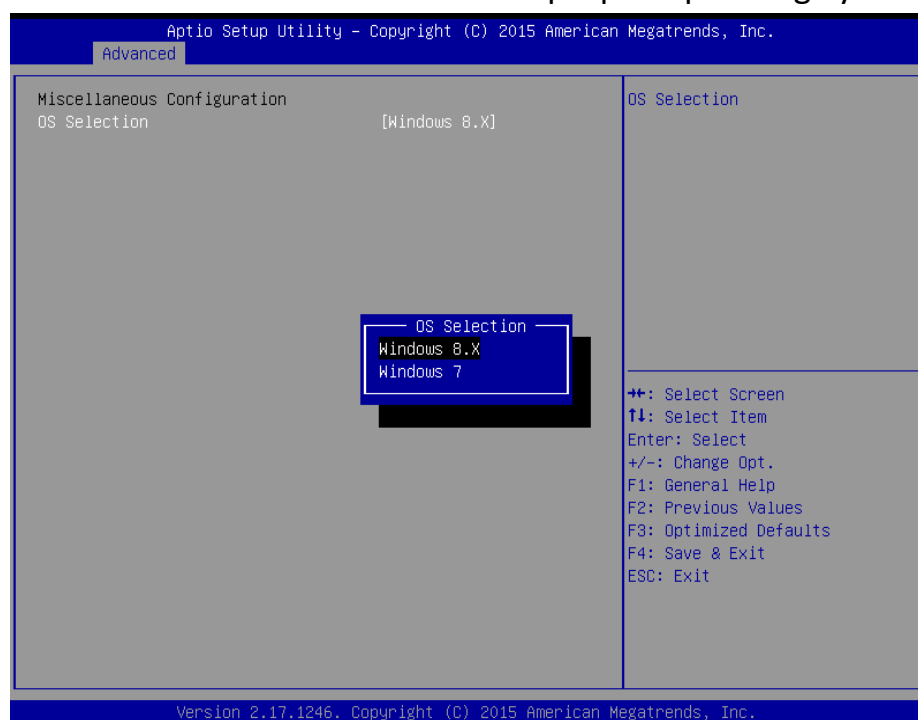 Aptio Setup Utility – Copyright (C) 2015 American Megatrends, Inc.
Advanced
Miscellaneous Configuration
OS Selection [Windows 8.X]
OS Selection
OS Selection
Windows 8.X
Windows 7
→←: Select Screen
↑↓: Select Item
Enter: Select
+/-: Change Opt.
F1: General Help
F2: Previous Values
F3: Optimized Defaults
F4: Save & Exit
ESC: Exit
Version 2.17.1246. Copyright (C) 2015 American Megatrends, Inc.